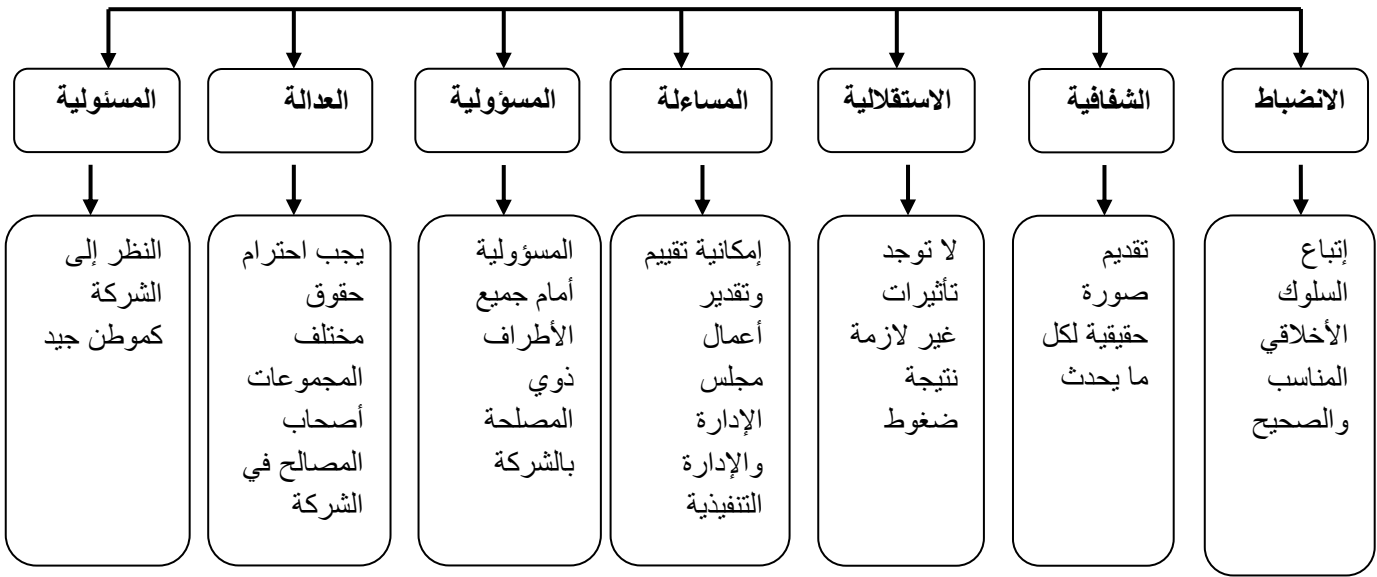 الانضباط
الشفافية
الاستقلالية
المساءلة
المسؤولية
العدالة
المسئولية
إتباع
السلوك
الأخلاقي
المناسب
والصحيح
تقديم
صورة
حقيقية لكل
ما يحدث
لا توجد
تأثيرات
غير لازمة
نتيجة
ضغوط
إمكانية تقييم
وتقدير
أعمال
مجلس
الإدارة
والإدارة
التنفيذية
المسؤولية
أمام جميع
الأطراف
ذوي
المصلحة
بالشركة
يجب احترام
حقوق
مختلف
المجموعات
أصحاب
المصالح في
الشركة
النظر إلى
الشركة
كموطن جيد